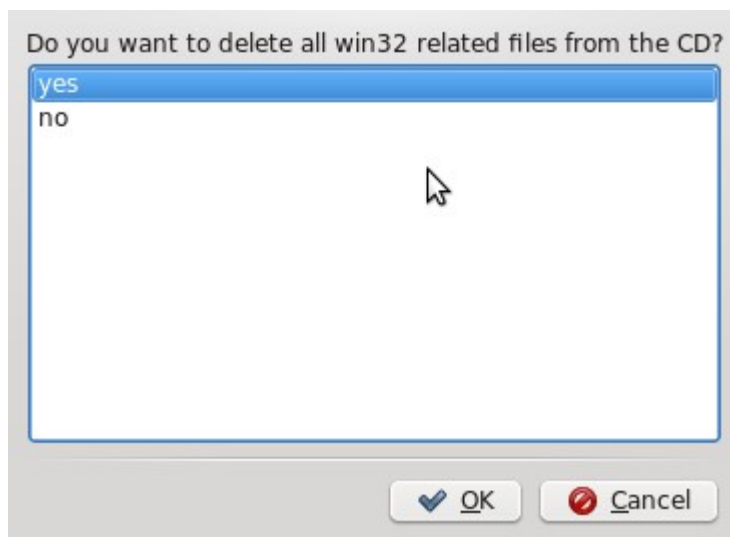 Do you want to delete all win32 related files from the CD?
yes
no
OK
Cancel